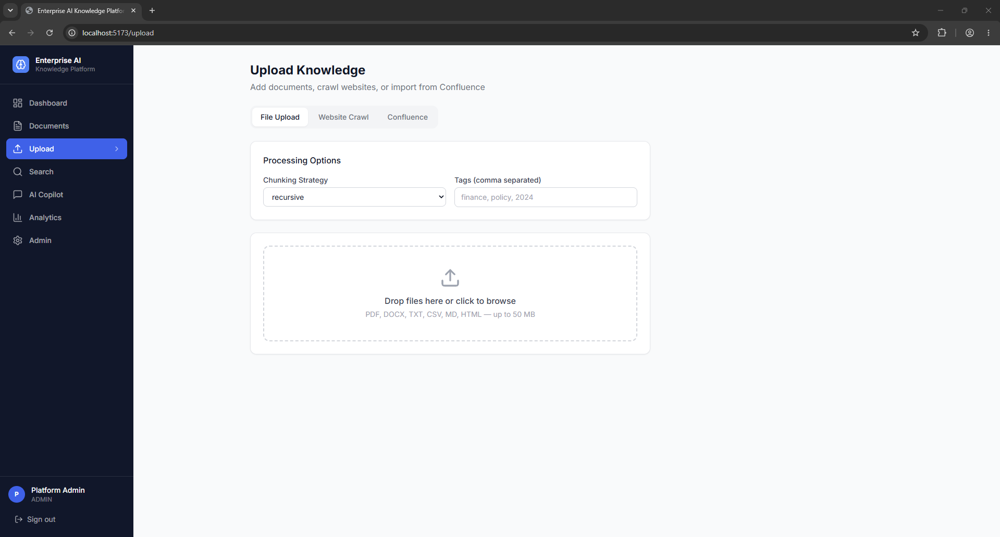 Enterprise AI Knowledge Platfo
localhost:5173/upload
Enterprise AI
Knowledge Platform
Dashboard
Documents
Upload
Search
AI Copilot
Analytics
Admin
Platform Admin
P
ADMIN
Sign out
Upload Knowledge
Add documents, crawl websites, or import from Confluence
File Upload Website Crawl Confluence
Processing Options
Chunking Strategy Tags (comma separated)
recursive finance, policy, 2024
Drop files here or click to browse
PDF, DOCX, TXT, CSV, MD, HTML — up to 50 MB